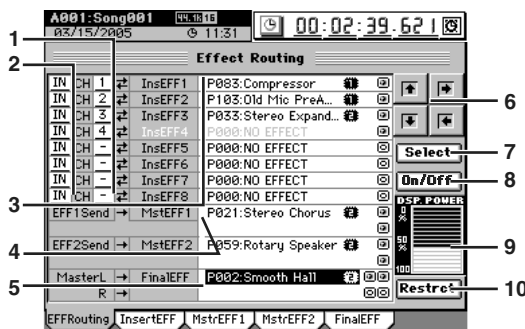 A001:Song001 44.1k 16
03/15/2005 11:31 00:02:39.621
Effect Routing
1
2
3
4
5
6
7
8
9
10
IN CH 1 ⇄ InsEFF1 P083:Compressor
IN CH 2 ⇄ InsEFF2 P103:Old Mic PreA...
IN CH 3 ⇄ InsEFF3 P033:Stereo Expand...
IN CH 4 ⇄ InsEFF4 P000:NO EFFECT
IN CH - ⇄ InsEFF5 P000:NO EFFECT
IN CH - ⇄ InsEFF6 P000:NO EFFECT
IN CH - ⇄ InsEFF7 P000:NO EFFECT
IN CH - ⇄ InsEFF8 P000:NO EFFECT
EFF1Send → MstEFF1 P021:Stereo Chorus
EFF2Send → MstEFF2 P059:Rotary Speaker
MasterL → FinalEFF P002:Smooth Hall
R →
Select
On/Off
DSP. POWER
0
%
50
%
100
Restrct
EFFRouting InsertEFF MstrEFF1 MstrEFF2 FinalEFF